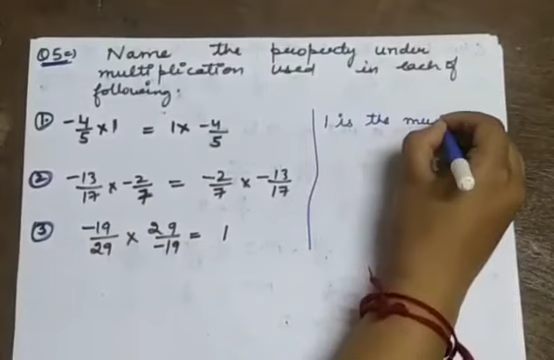 Q5=) Name the property under
multiplication used in each of
following.
① -4/5 × 1 = 1 × -4/5
1 is the mu
② -13/17 × -2/7 = -2/7 × -13/17
③ -19/29 × 29/-19 = 1